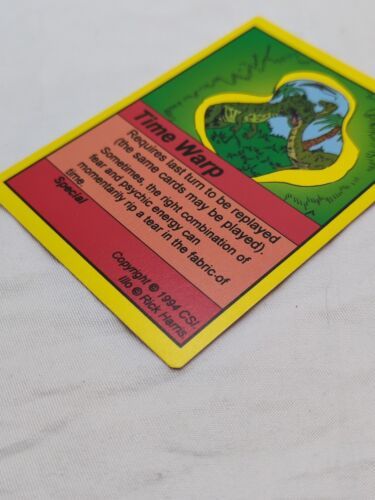 Time Warp
Requires last turn to be replayed
(the same cards may be played).
Sometimes, the right combination of
fear and psychic energy can
momentarily rip a tear in the fabric-of
time.
Special
Copyright © 1994 CSI.
Illo © Rick Harris.